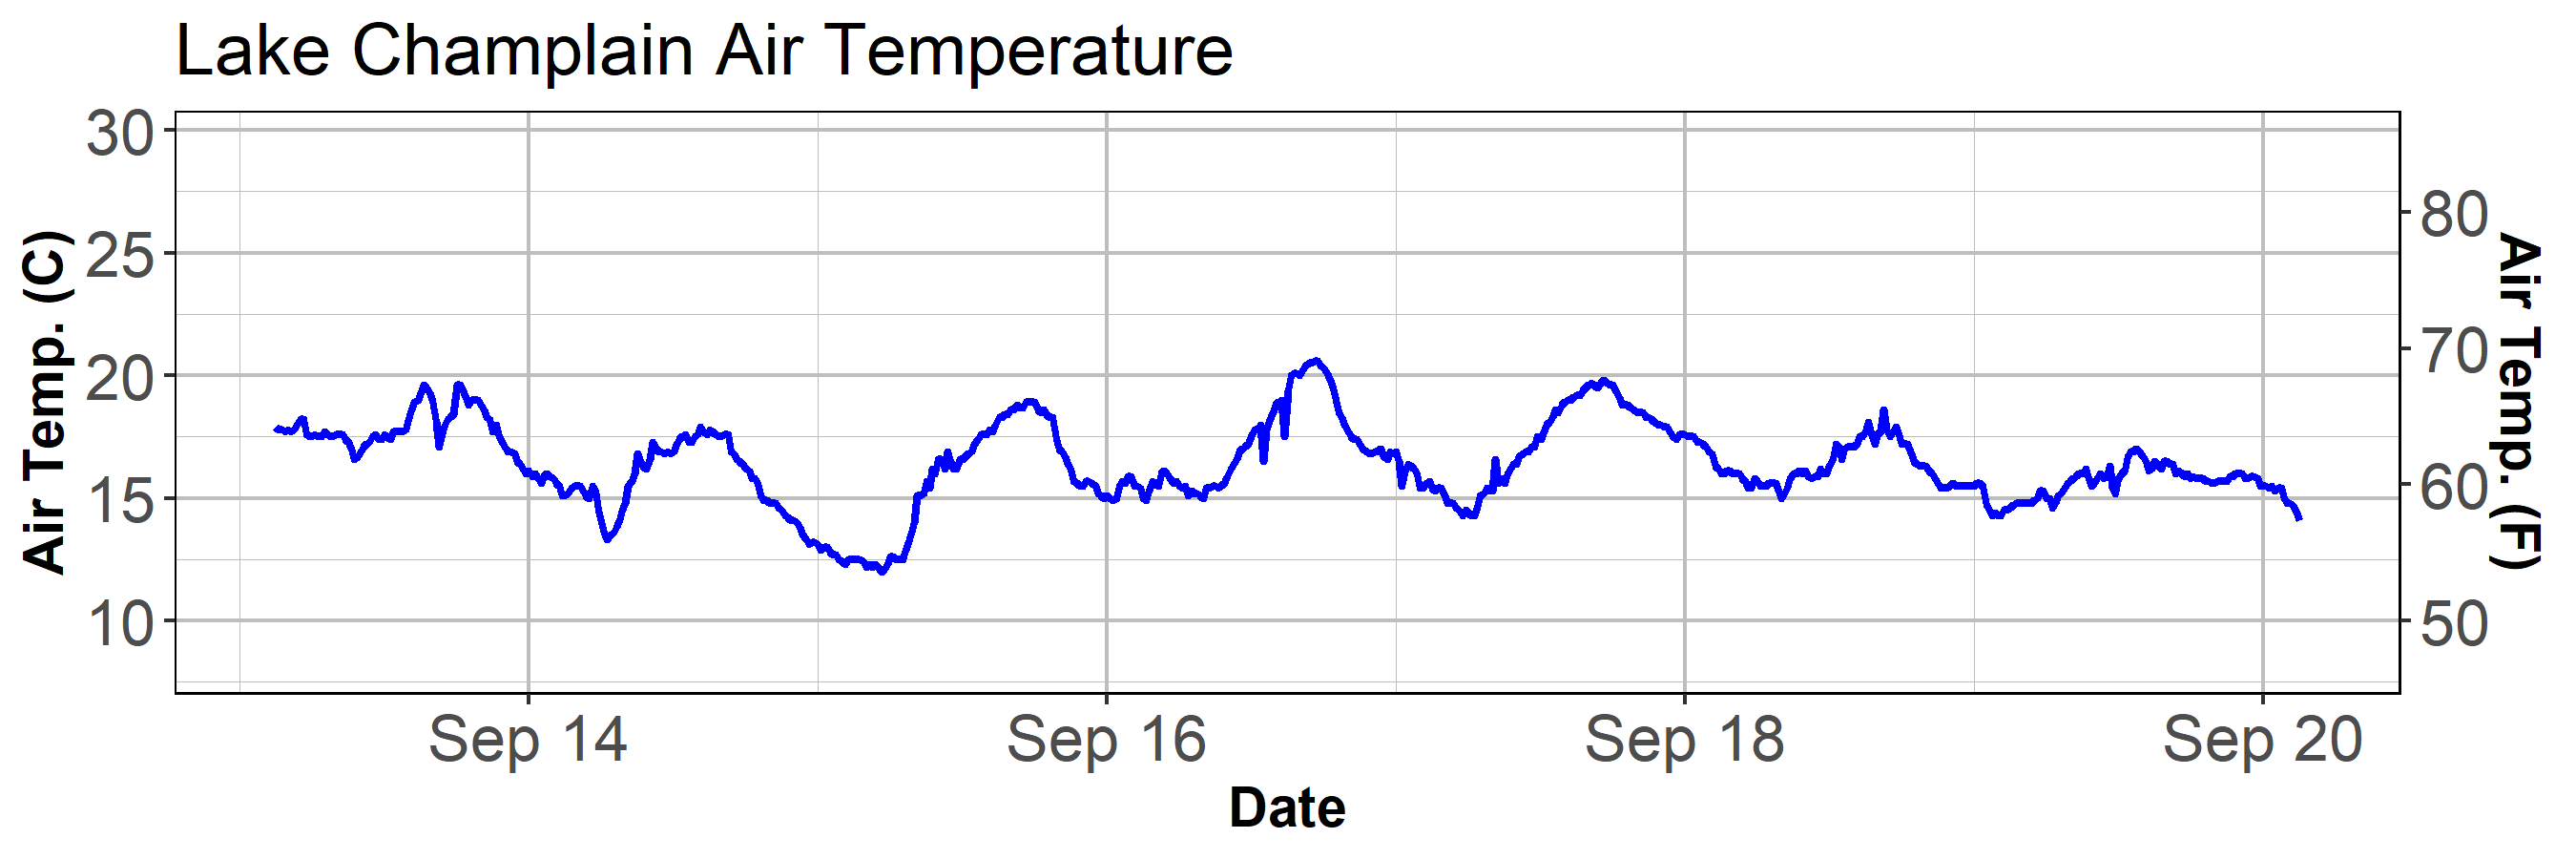 Lake Champlain Air Temperature
Air Temp. (C)
30
25
20
15
10
80
70
60
50
Air Temp. (F)
Sep 14 Sep 16 Sep 18 Sep 20
Date